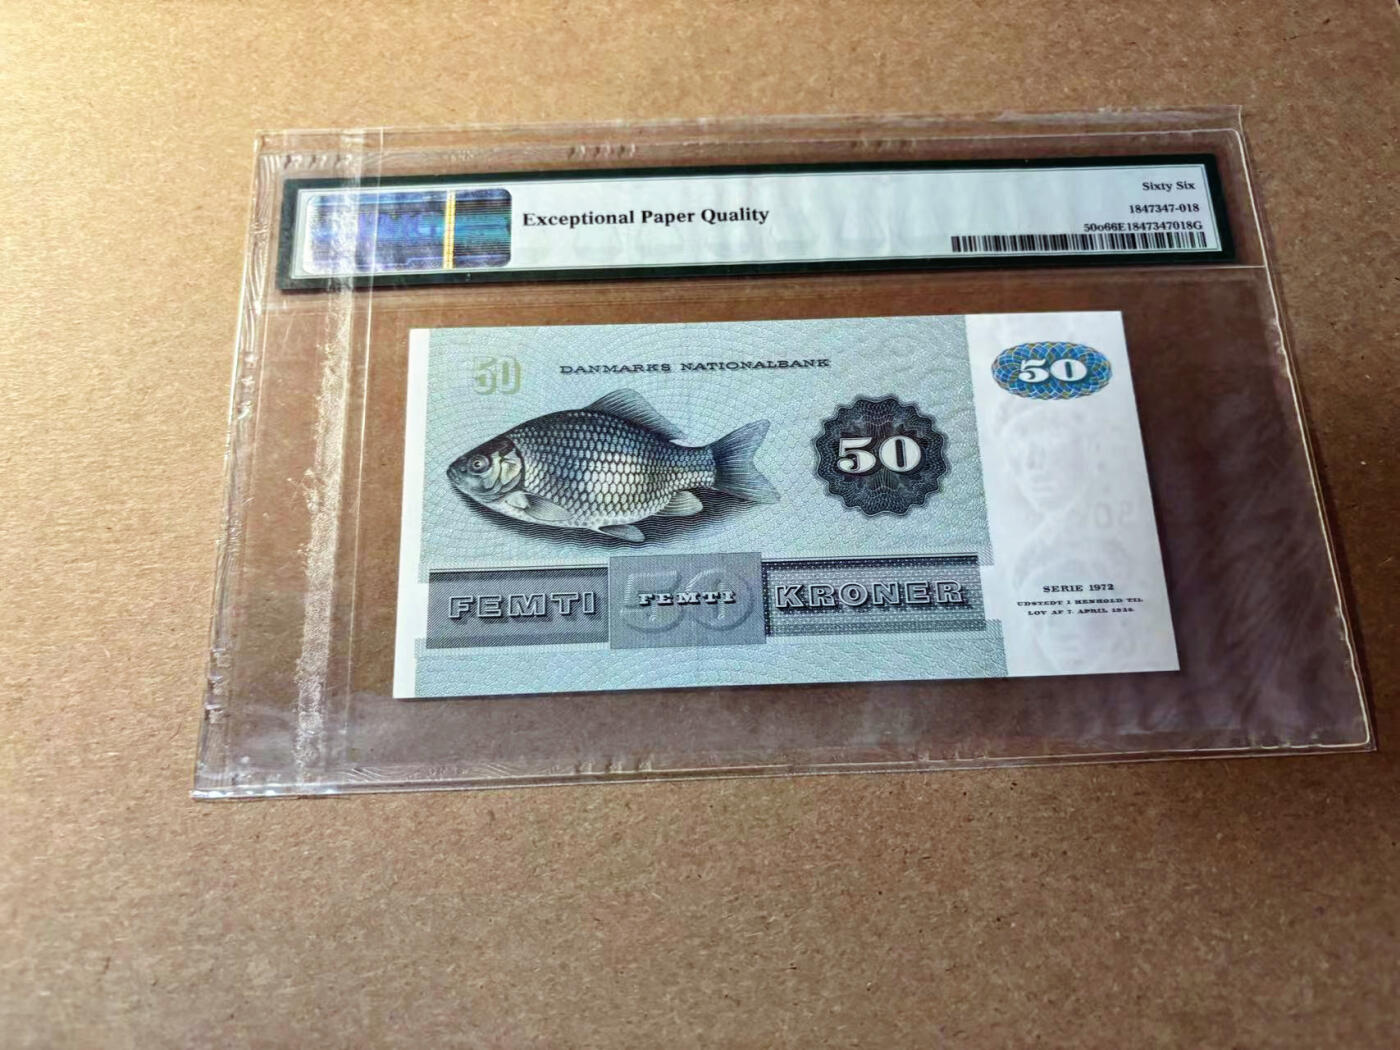 Exceptional Paper Quality
Sixty Six
1847347-018
50o66E1847347018G
50
DANMARKS NATIONALBANK
50
50
FEMTI 50 FEMTI KRONER
SERIE 1972
UDSTEDT I HENHOLD TIL
LOV AF 7. APRIL 1936